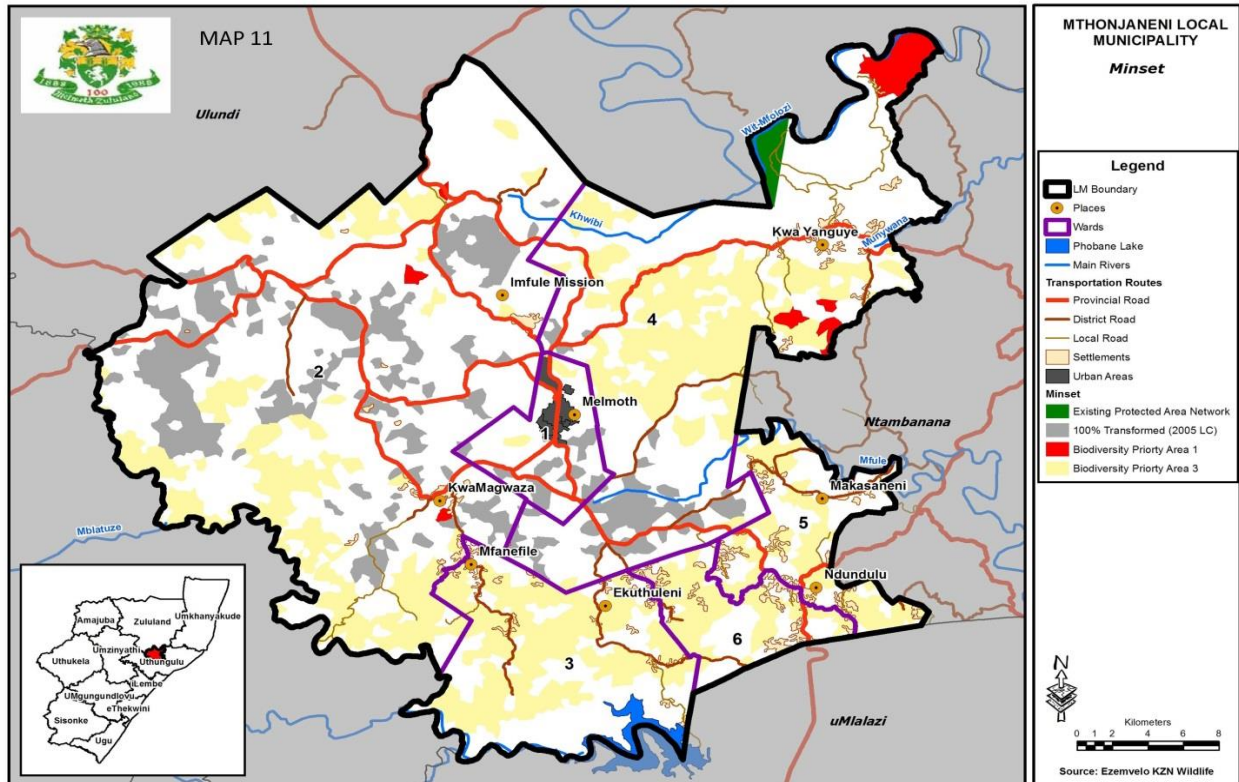 MAP 11
1888
100
1988
Ulundi
Wit-Mfolozi
Khwibi
Kwa Yanguye
Munywana
Imfule Mission
4
2
Melmoth
1
Ntambanana
Mfule
KwaMagwaza
Makasaneni
5
Mblatuze
Mfanefile
Ndundulu
Ekuthuleni
6
3
uMlalazi
Amajuba
Zululand
Umkhanyakude
Umzinyathi
Uthukela
Uthungulu
iLembe
UMgungundlovu
eThekwini
Sisonke
Ugu
MTHONJANENI LOCAL
MUNICIPALITY
Minset
Legend
LM Boundary
Places
Wards
Phobane Lake
Main Rivers
Transportation Routes
Provincial Road
District Road
Local Road
Settlements
Urban Areas
Minset
Existing Protected Area Network
100% Transformed (2005 LC)
Biodiversity Priorty Area 1
Biodiversity Priorty Area 3
N
Kilometers
0 1 2 4 6 8
Source: Ezemvelo KZN Wildlife